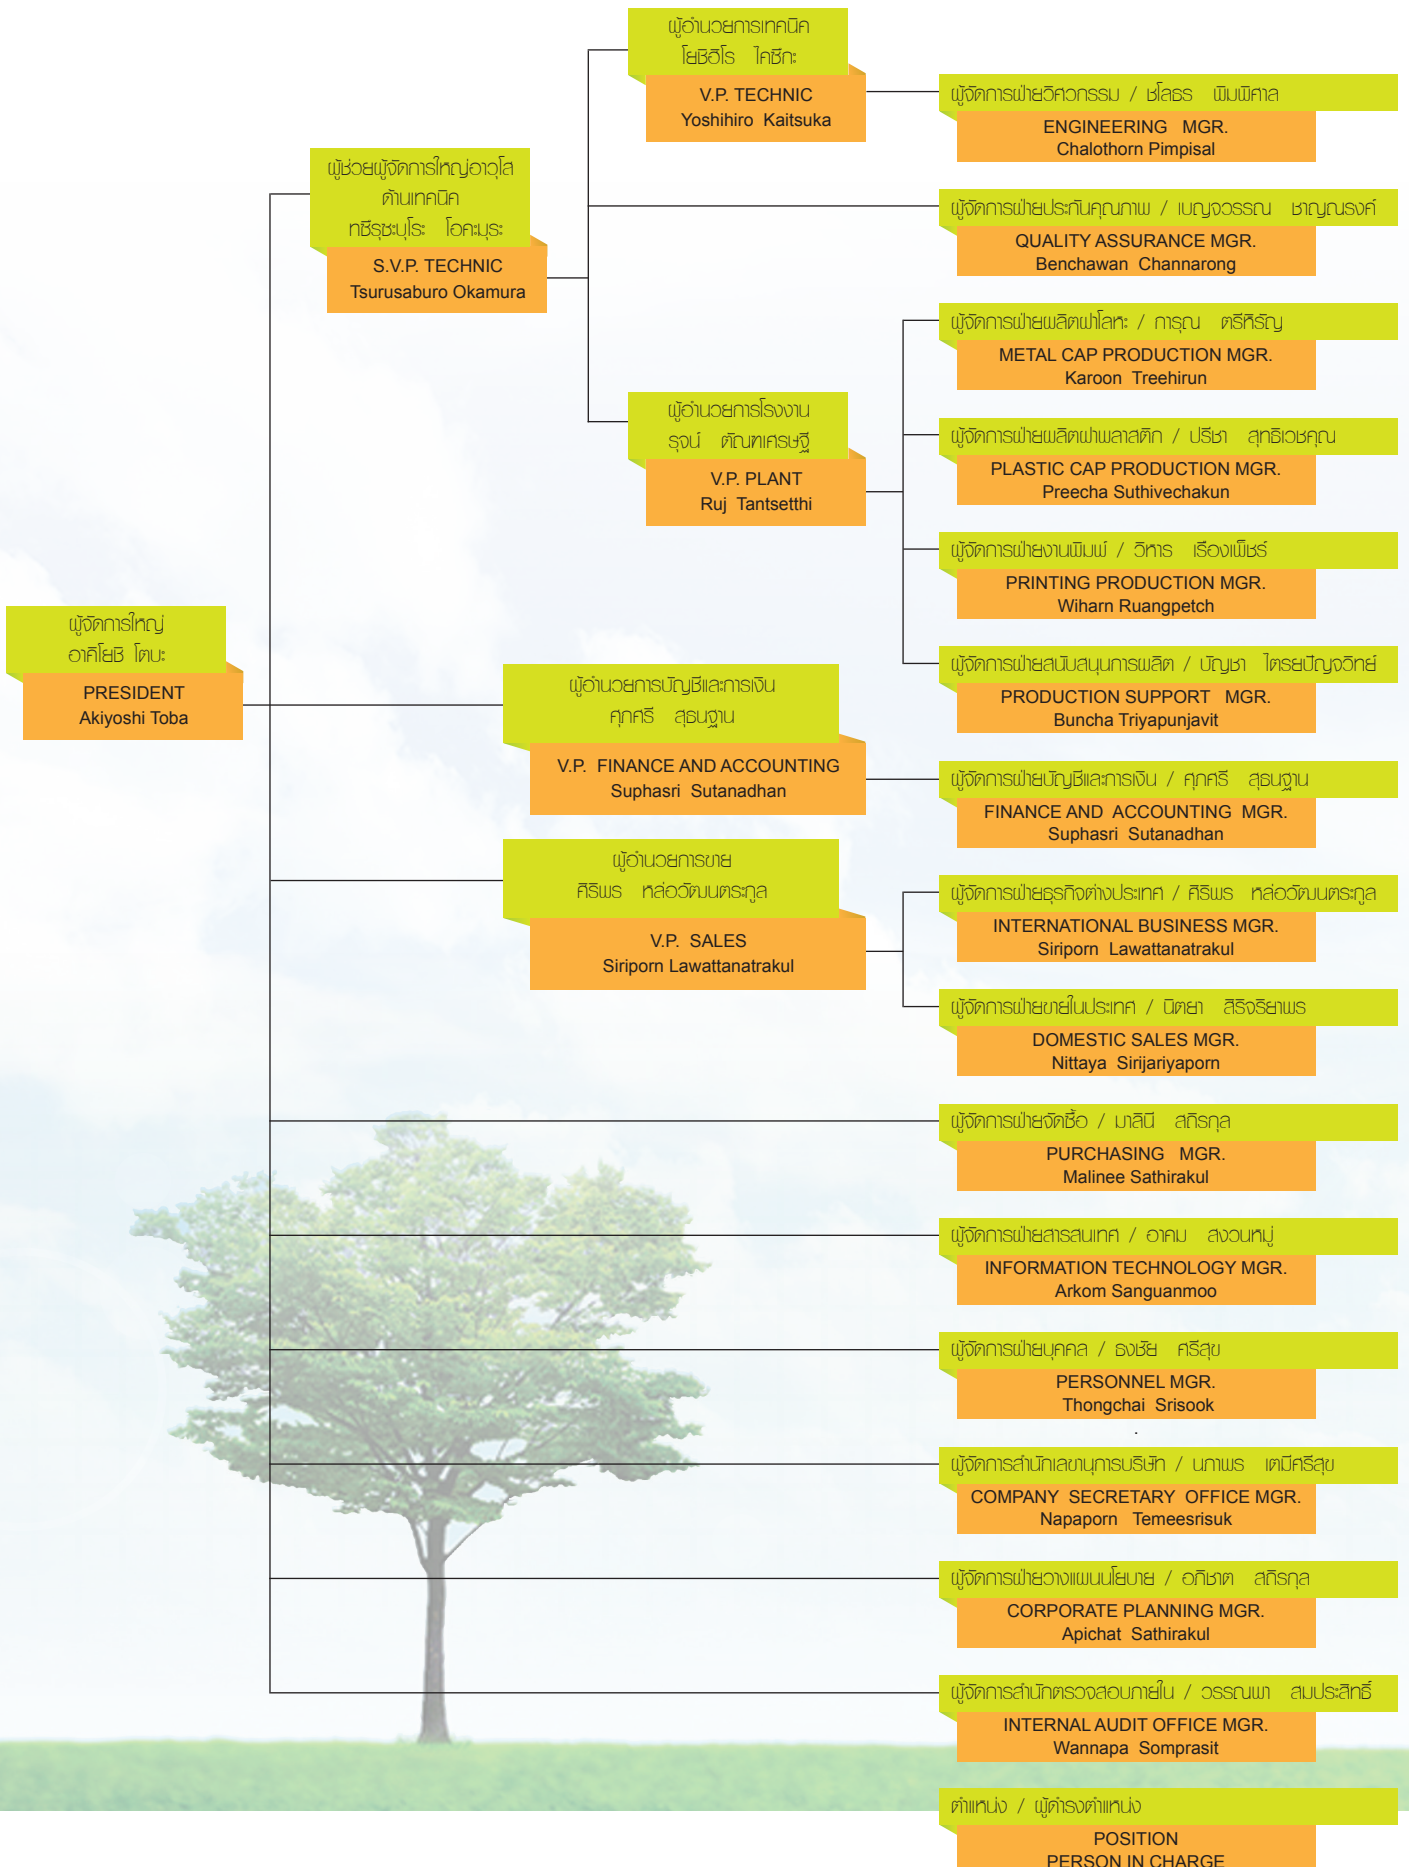 ผู้อำนวยการเทคนิค
โยชิฮิโร ไคซึกะ
V.P. TECHNIC
Yoshihiro Kaitsuka
ผู้จัดการฝ่ายวิศวกรรม / ชโลธร พิมพิศาล
ENGINEERING MGR.
Chalothorn Pimpisal
ผู้ช่วยผู้จัดการใหญ่อาวุโส
ด้านเทคนิค
ทซึรุซะบุโระ โอคะมุระ
S.V.P. TECHNIC
Tsurusaburo Okamura
ผู้จัดการฝ่ายประกันคุณภาพ / เบญจวรรณ ชาญณรงค์
QUALITY ASSURANCE MGR.
Benchawan Channarong
ผู้จัดการฝ่ายผลิตฝาโลหะ / การุณ ตรีหิรัญ
METAL CAP PRODUCTION MGR.
Karoon Treehirun
ผู้อำนวยการโรงงาน
รุจน์ ตัณฑเศรษฐี
V.P. PLANT
Ruj Tantsetthi
ผู้จัดการฝ่ายผลิตฝาพลาสติก / ปรีชา สุทธิเวชคุณ
PLASTIC CAP PRODUCTION MGR.
Preecha Suthivechakun
ผู้จัดการฝ่ายงานพิมพ์ / วิหาร เรืองเพ็ชร์
PRINTING PRODUCTION MGR.
Wiharn Ruangpetch
ผู้จัดการใหญ่
อาคิโยชิ โตบะ
PRESIDENT
Akiyoshi Toba
ผู้จัดการฝ่ายสนับสนุนการผลิต / บัญชา ไตรยปัญจวิทย์
PRODUCTION SUPPORT MGR.
Buncha Triyapunjavit
ผู้อำนวยการบัญชีและการเงิน
ศุภศรี สุธนฐาน
V.P. FINANCE AND ACCOUNTING
Suphasri Sutanadhan
ผู้จัดการฝ่ายบัญชีและการเงิน / ศุภศรี สุธนฐาน
FINANCE AND ACCOUNTING MGR.
Suphasri Sutanadhan
ผู้อำนวยการขาย
ศิริพร หล่อวัฒนตระกูล
V.P. SALES
Siriporn Lawattanatrakul
ผู้จัดการฝ่ายธุรกิจต่างประเทศ / ศิริพร หล่อวัฒนตระกูล
INTERNATIONAL BUSINESS MGR.
Siriporn Lawattanatrakul
ผู้จัดการฝ่ายขายในประเทศ / นิตยา สิริจริยาพร
DOMESTIC SALES MGR.
Nittaya Sirijariyaporn
ผู้จัดการฝ่ายจัดซื้อ / มาลินี สถิรกุล
PURCHASING MGR.
Malinee Sathirakul
ผู้จัดการฝ่ายสารสนเทศ / อาคม สงวนหมู่
INFORMATION TECHNOLOGY MGR.
Arkom Sanguanmoo
ผู้จัดการฝ่ายบุคคล / ธงชัย ศรีสุข
PERSONNEL MGR.
Thongchai Srisook
.
ผู้จัดการสำนักเลขานุการบริษัท / นภาพร เตมีศรีสุข
COMPANY SECRETARY OFFICE MGR.
Napaporn Temeesrisuk
ผู้จัดการฝ่ายวางแผนนโยบาย / อภิชาต สถิรกุล
CORPORATE PLANNING MGR.
Apichat Sathirakul
ผู้จัดการสำนักตรวจสอบภายใน / วรรณพา สมประสิทธิ์
INTERNAL AUDIT OFFICE MGR.
Wannapa Somprasit
ตำแหน่ง / ผู้ดำรงตำแหน่ง
POSITION
PERSON IN CHARGE